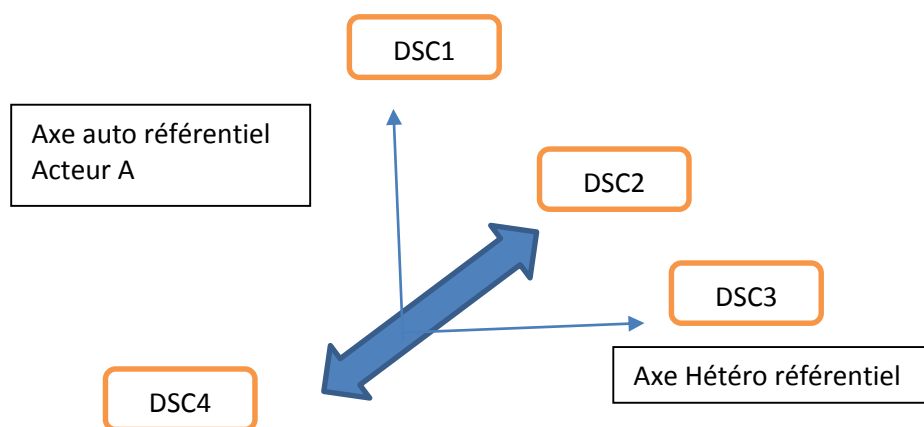 DSC1
Axe auto référentiel
Acteur A
DSC2
DSC3
Axe Hétéro référentiel
DSC4